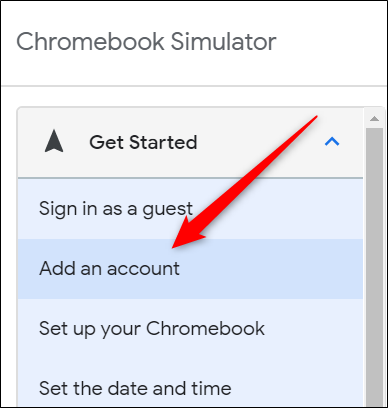 Chromebook Simulator
Get Started
Sign in as a guest
Add an account
Set up your Chromebook
Set the date and time